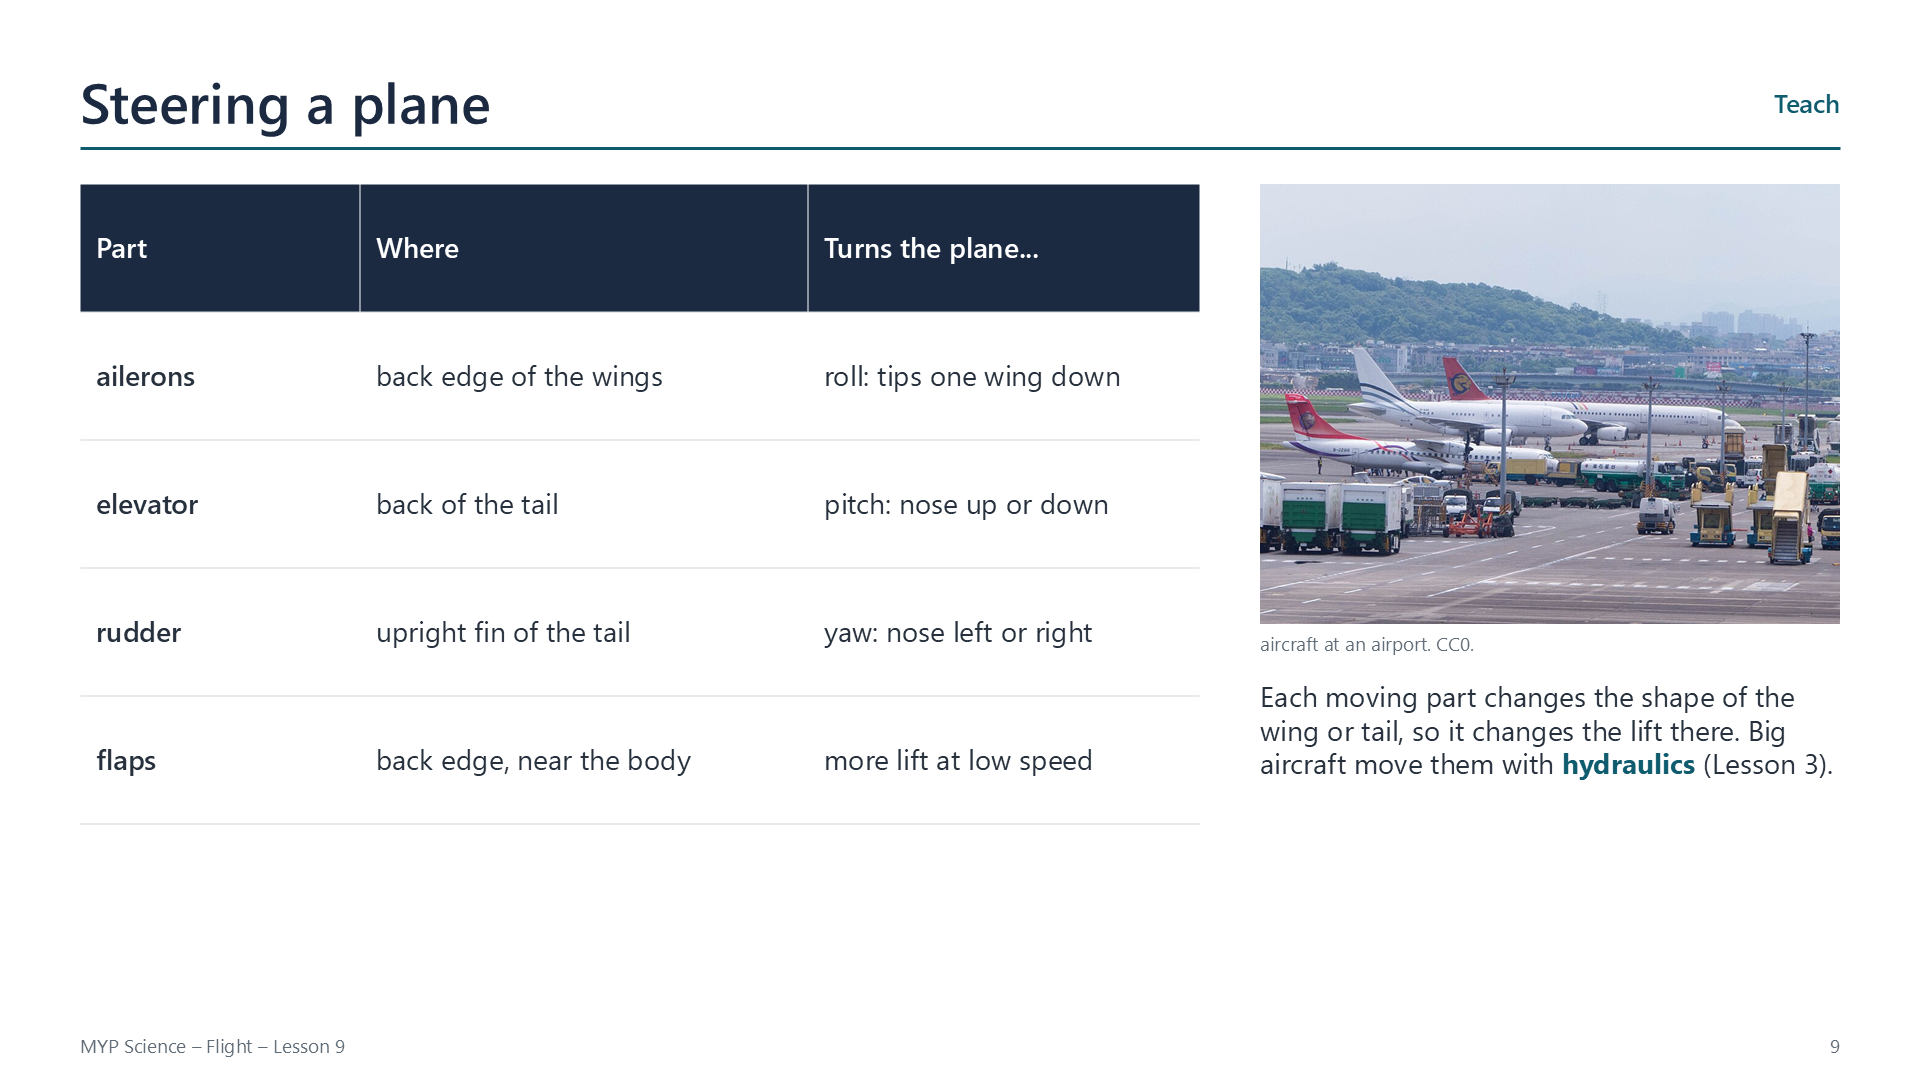 Steering a plane
Teach
Part Where Turns the plane...
ailerons back edge of the wings roll: tips one wing down
elevator back of the tail pitch: nose up or down
rudder upright fin of the tail yaw: nose left or right
flaps back edge, near the body more lift at low speed
aircraft at an airport. CC0.
Each moving part changes the shape of the
wing or tail, so it changes the lift there. Big
aircraft move them with hydraulics (Lesson 3).
MYP Science – Flight – Lesson 9
9